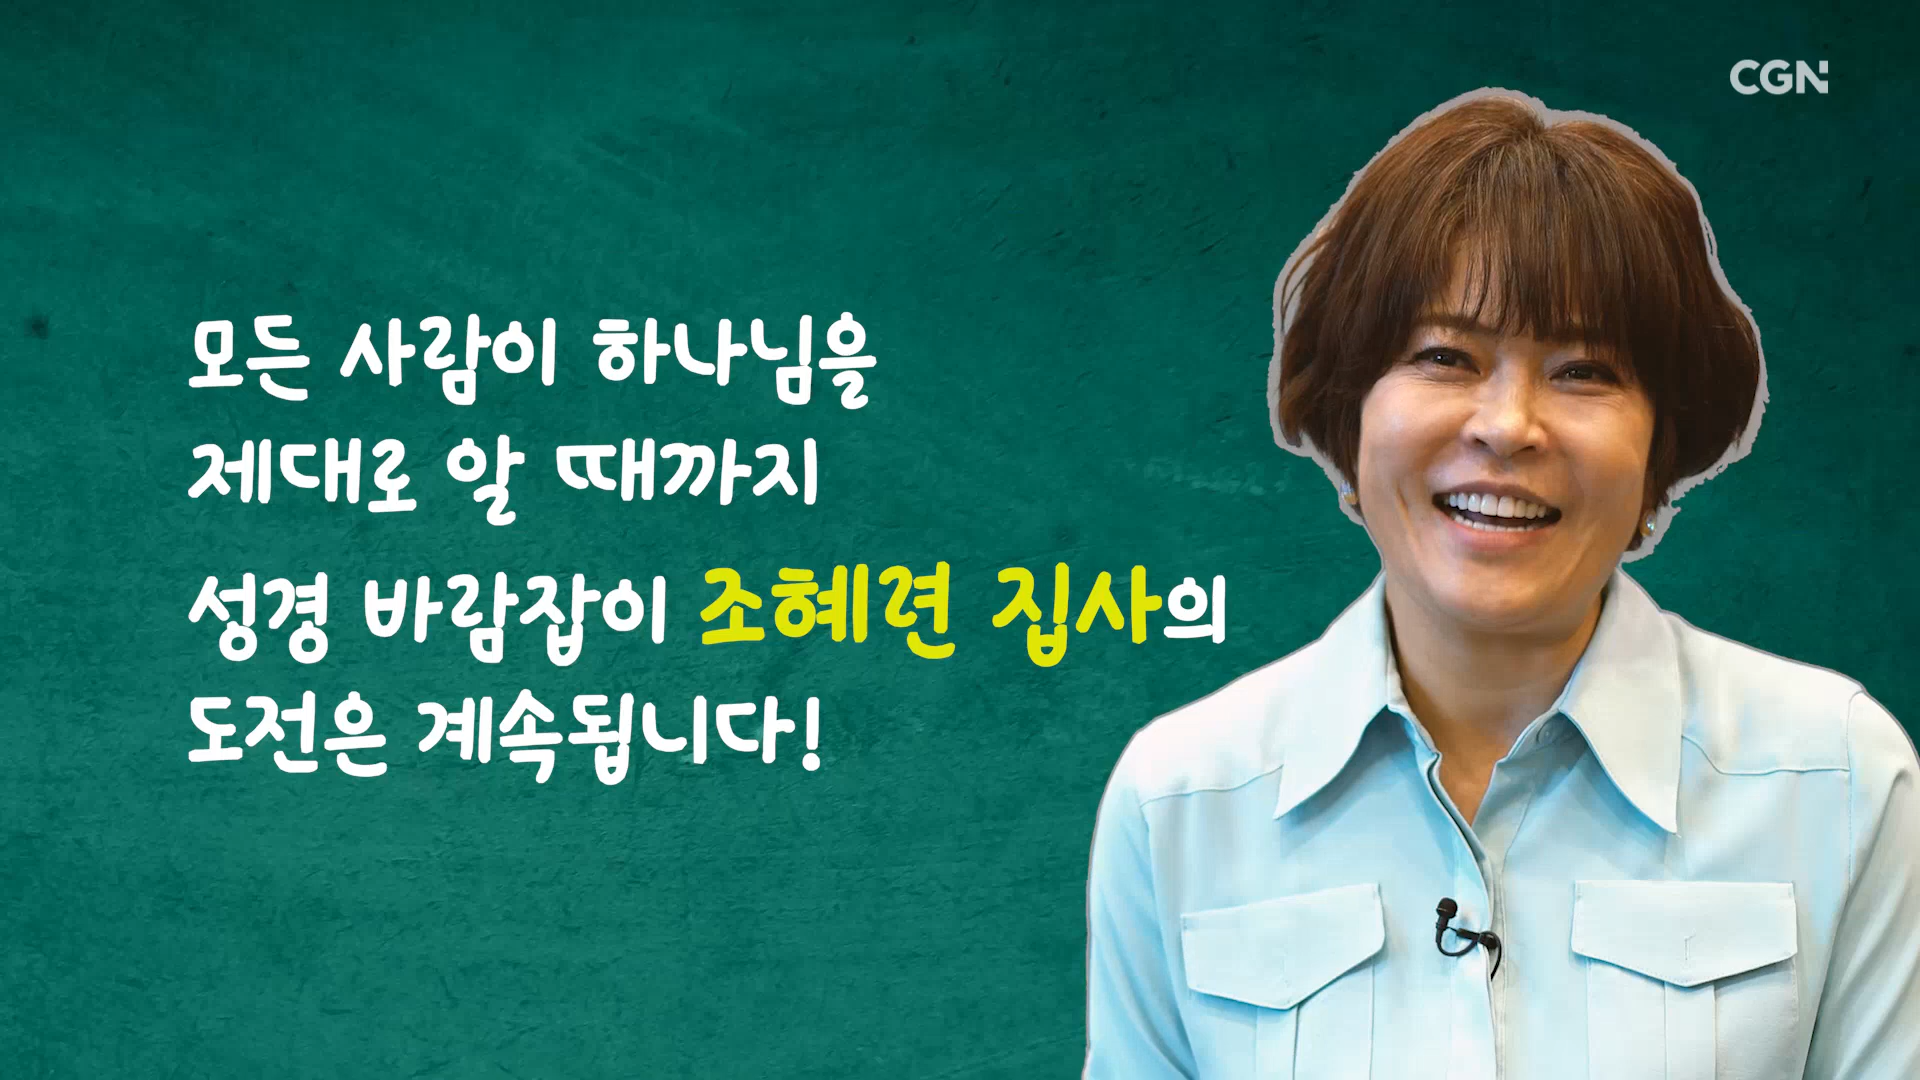 CGN
모든 사람이 하나님을
제대로 알 때까지
성경 바람잡이 조혜련 집사의
도전은 계속됩니다!